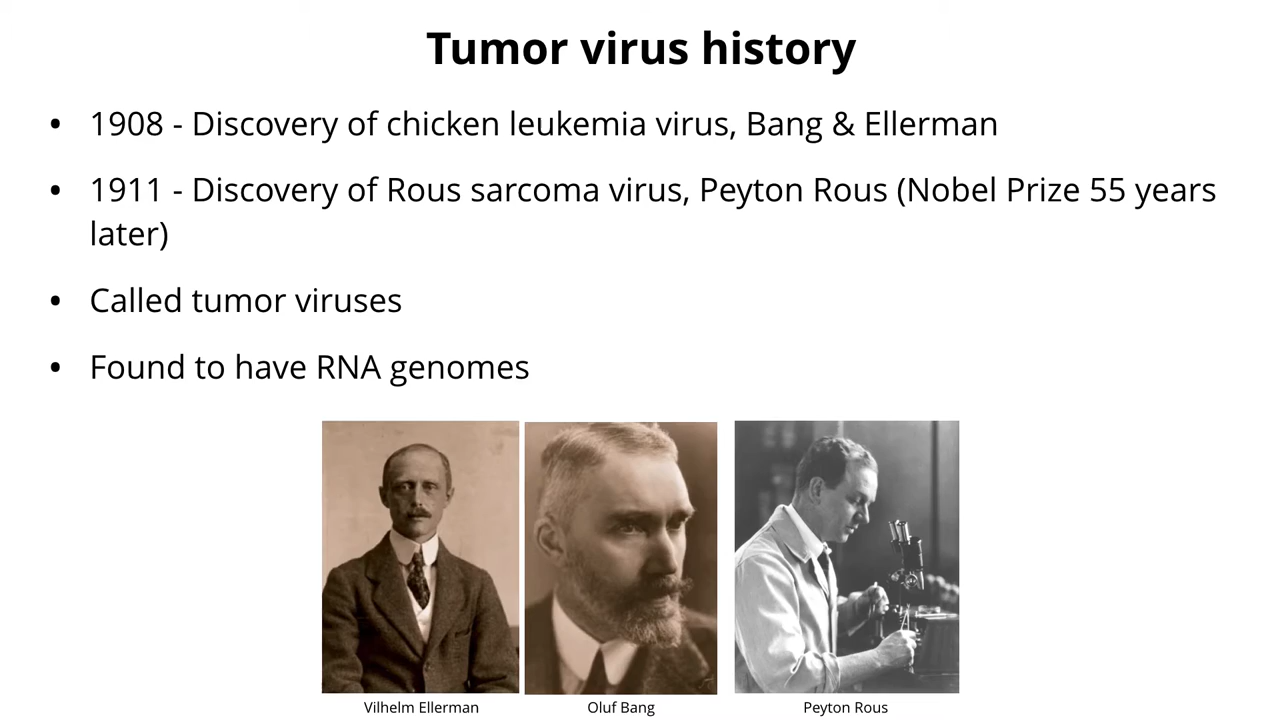 Tumor virus history
• 1908 - Discovery of chicken leukemia virus, Bang & Ellerman
• 1911 - Discovery of Rous sarcoma virus, Peyton Rous (Nobel Prize 55 years
later)
• Called tumor viruses
• Found to have RNA genomes
Vilhelm Ellerman
Oluf Bang
Peyton Rous